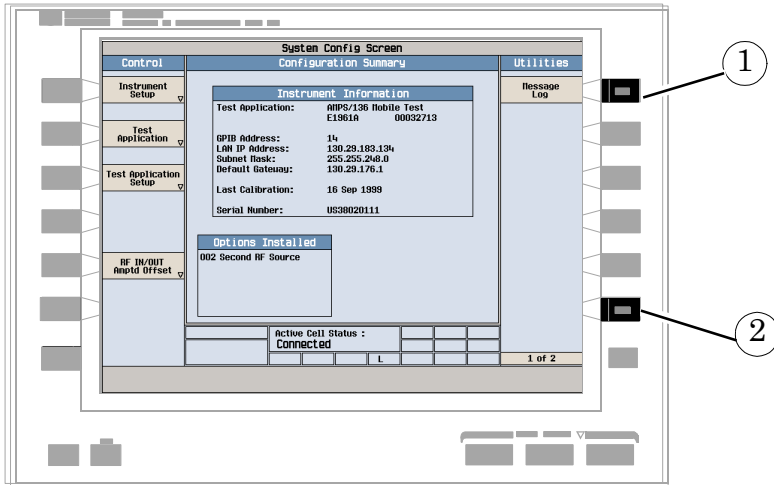 System Config Screen
Control
Configuration Summary
Utilities
Instrument
Setup
Test
Application
Test Application
Setup
RF IN/OUT
Amptd Offset
Instrument Information
Test Application: AMPS/136 Mobile Test
E1961A 00032713
GPIB Address: 14
LAN IP Address: 130.29.183.134
Subnet Mask: 255.255.248.0
Default Gateway: 130.29.176.1
Last Calibration: 16 Sep 1999
Serial Number: US38020111
Options Installed
002 Second RF Source
Message
Log
Active Cell Status :
Connected
L
1 of 2
1
2